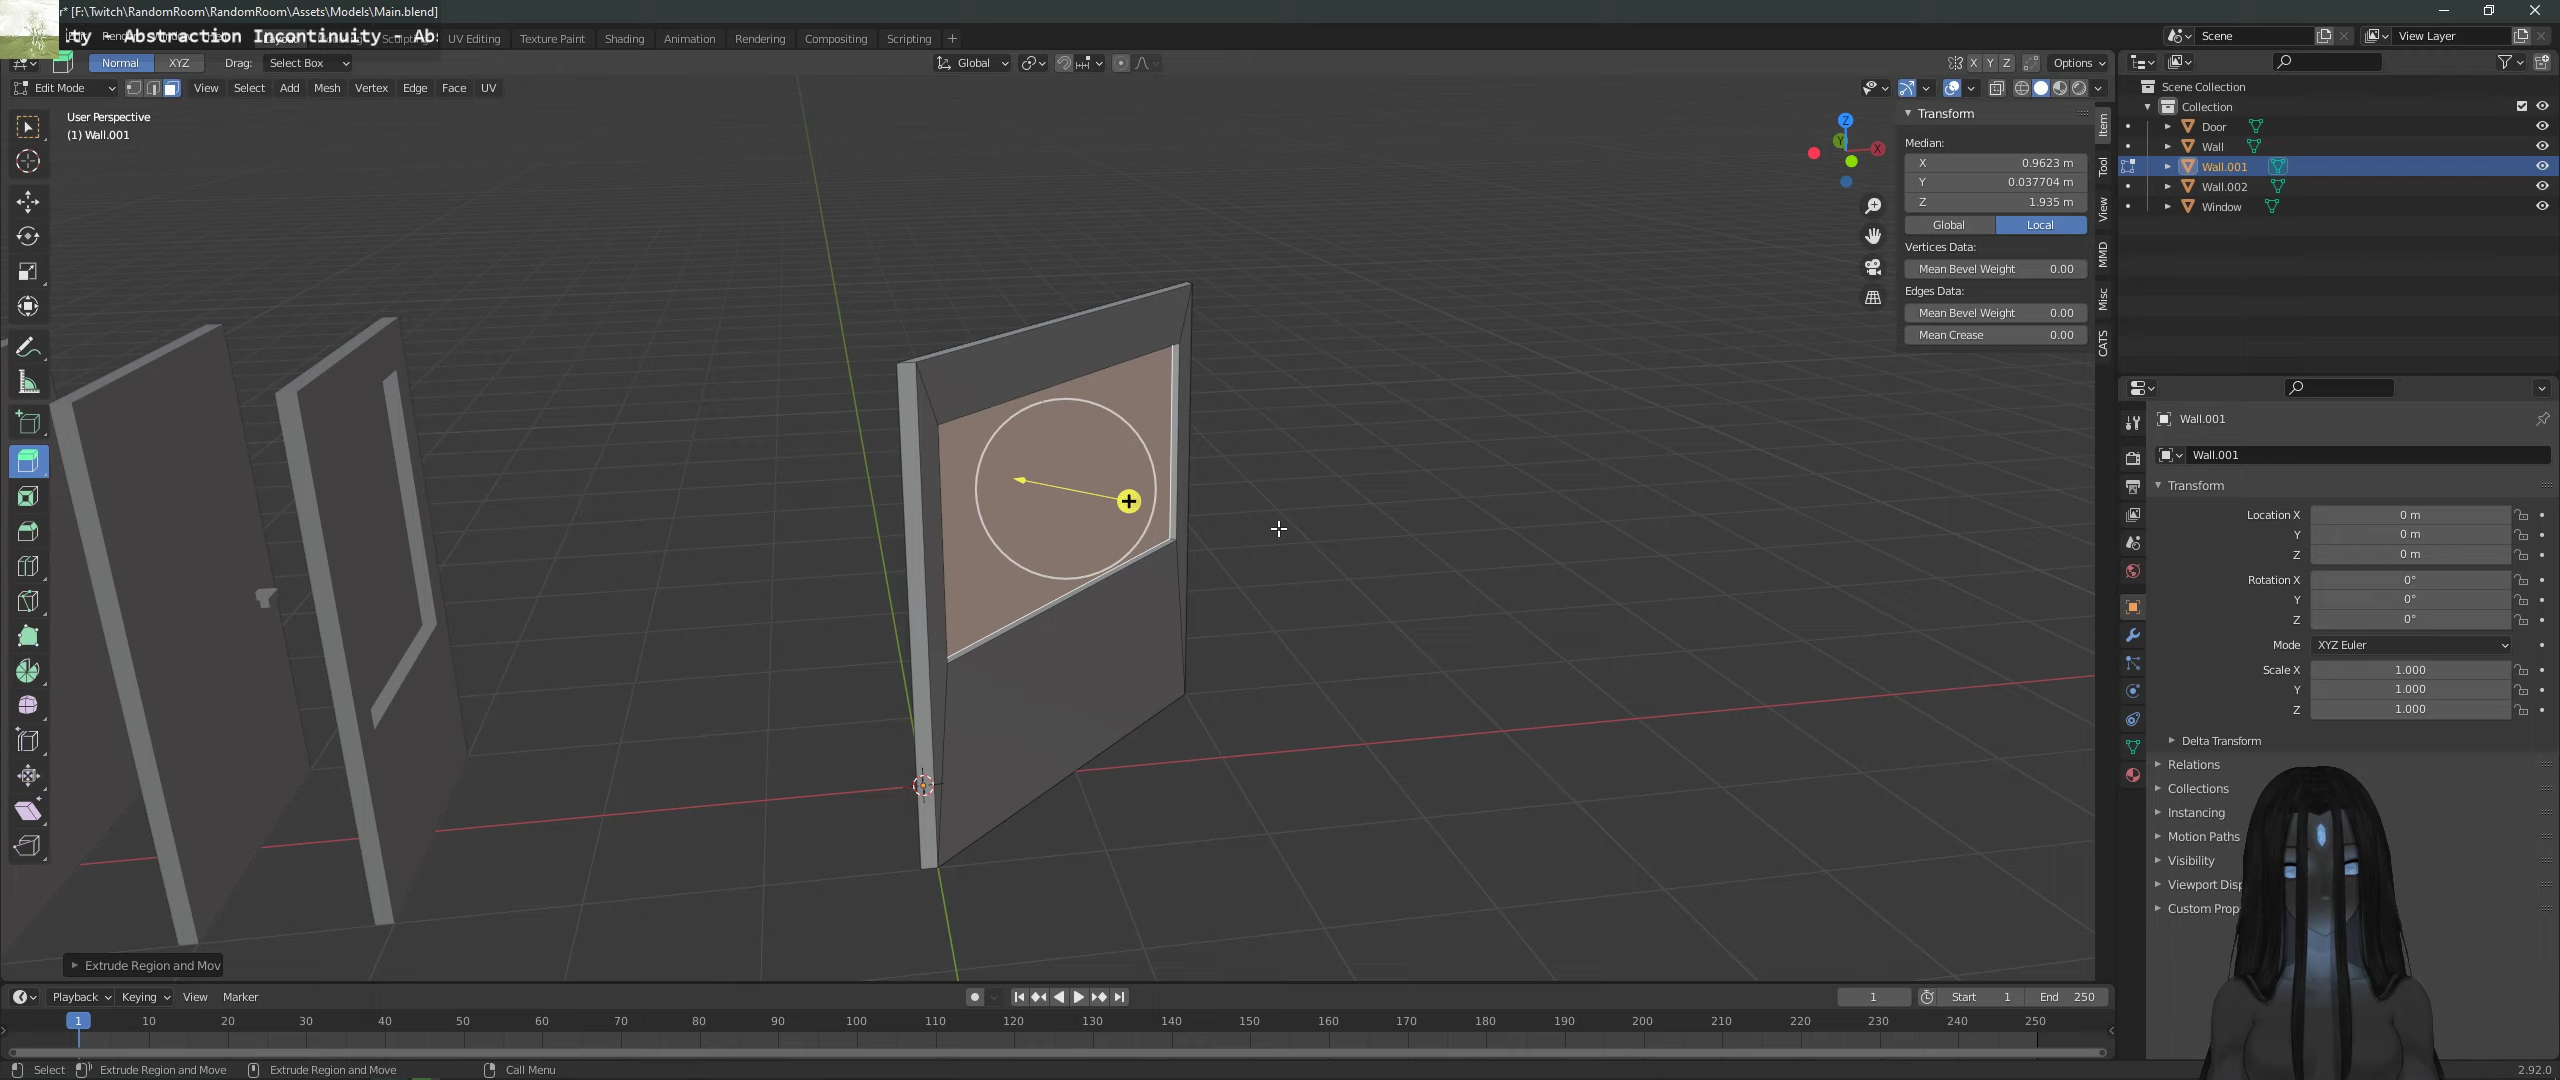 r* [F:\Twitch\RandomRoom\RandomRoom\Assets\Models\Main.blend]
ty - Abstraction Incontinuity - Ab
UV Editing Texture Paint Shading Animation Rendering Compositing Scripting
Scene View Layer
Normal XYZ Drag: Select Box Global X Y Z Options
Edit Mode View Select Add Mesh Vertex Edge Face UV
User Perspective
(1) Wall.001
Z
Y
X
Transform
Median:
X 0.9623 m
Y 0.037704 m
Z 1.935 m
Global Local
Vertices Data:
Mean Bevel Weight 0.00
Edges Data:
Mean Bevel Weight 0.00
Mean Crease 0.00
Item
Tool
View
MMD
Misc
CATS
Scene Collection
Collection
Door
Wall
Wall.001
Wall.002
Window
Wall.001
Wall.001
Transform
Location X 0 m
Y 0 m
Z 0 m
Rotation X 0°
Y 0°
Z 0°
Mode XYZ Euler
Scale X 1.000
Y 1.000
Z 1.000
Delta Transform
Relations
Collections
Instancing
Motion Paths
Visibility
Viewport Disp
Custom Prop
Extrude Region and Mov
Playback Keying View Marker 1 Start 1 End 250
1 10 20 30 40 50 60 70 80 90 100 110 120 130 140 150 160 170 180 190 200 210 220 230 240 250
Select Extrude Region and Move Extrude Region and Move Call Menu 2.92.0